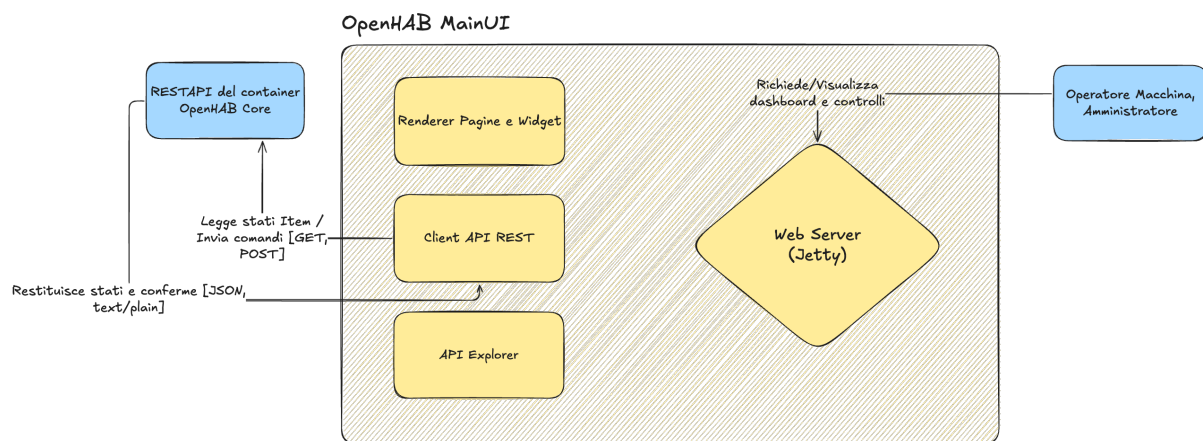 OpenHAB MainUI
RESTAPI del container
OpenHAB Core
Renderer Pagine e Widget
Richiede/Visualizza
dashboard e controlli
Operatore Macchina,
Amministratore
Legge stati Item /
Invia comandi [GET,
POST]
Client API REST
Web Server
(Jetty)
Restituisce stati e conferme [JSON,
text/plain]
API Explorer